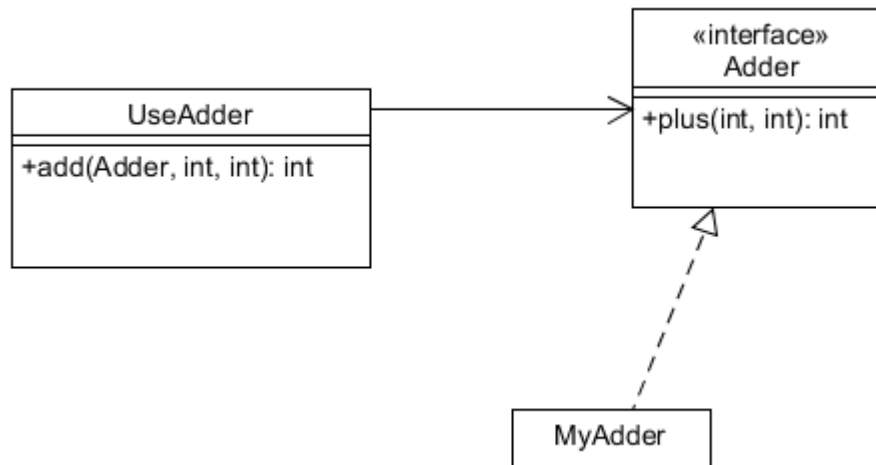 «interface»
Adder
+plus(int, int): int
UseAdder
+add(Adder, int, int): int
MyAdder